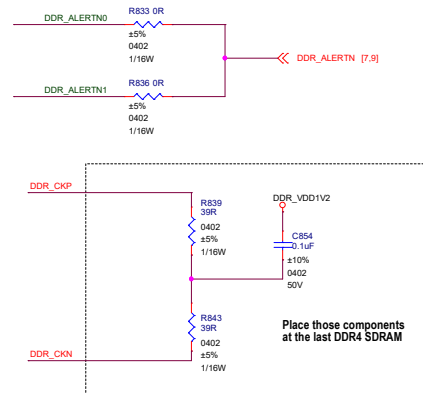 R833 0R
DDR_ALERTN0
±5%
0402
1/16W
DDR_ALERTN [7,9]
R836 0R
DDR_ALERTN1
±5%
0402
1/16W
DDR_CKP
DDR_VDD1V2
R839
39R
0402
±5%
1/16W
C854
0.1uF
±10%
0402
50V
R843
39R
0402
±5%
1/16W
Place those components
at the last DDR4 SDRAM
DDR_CKN